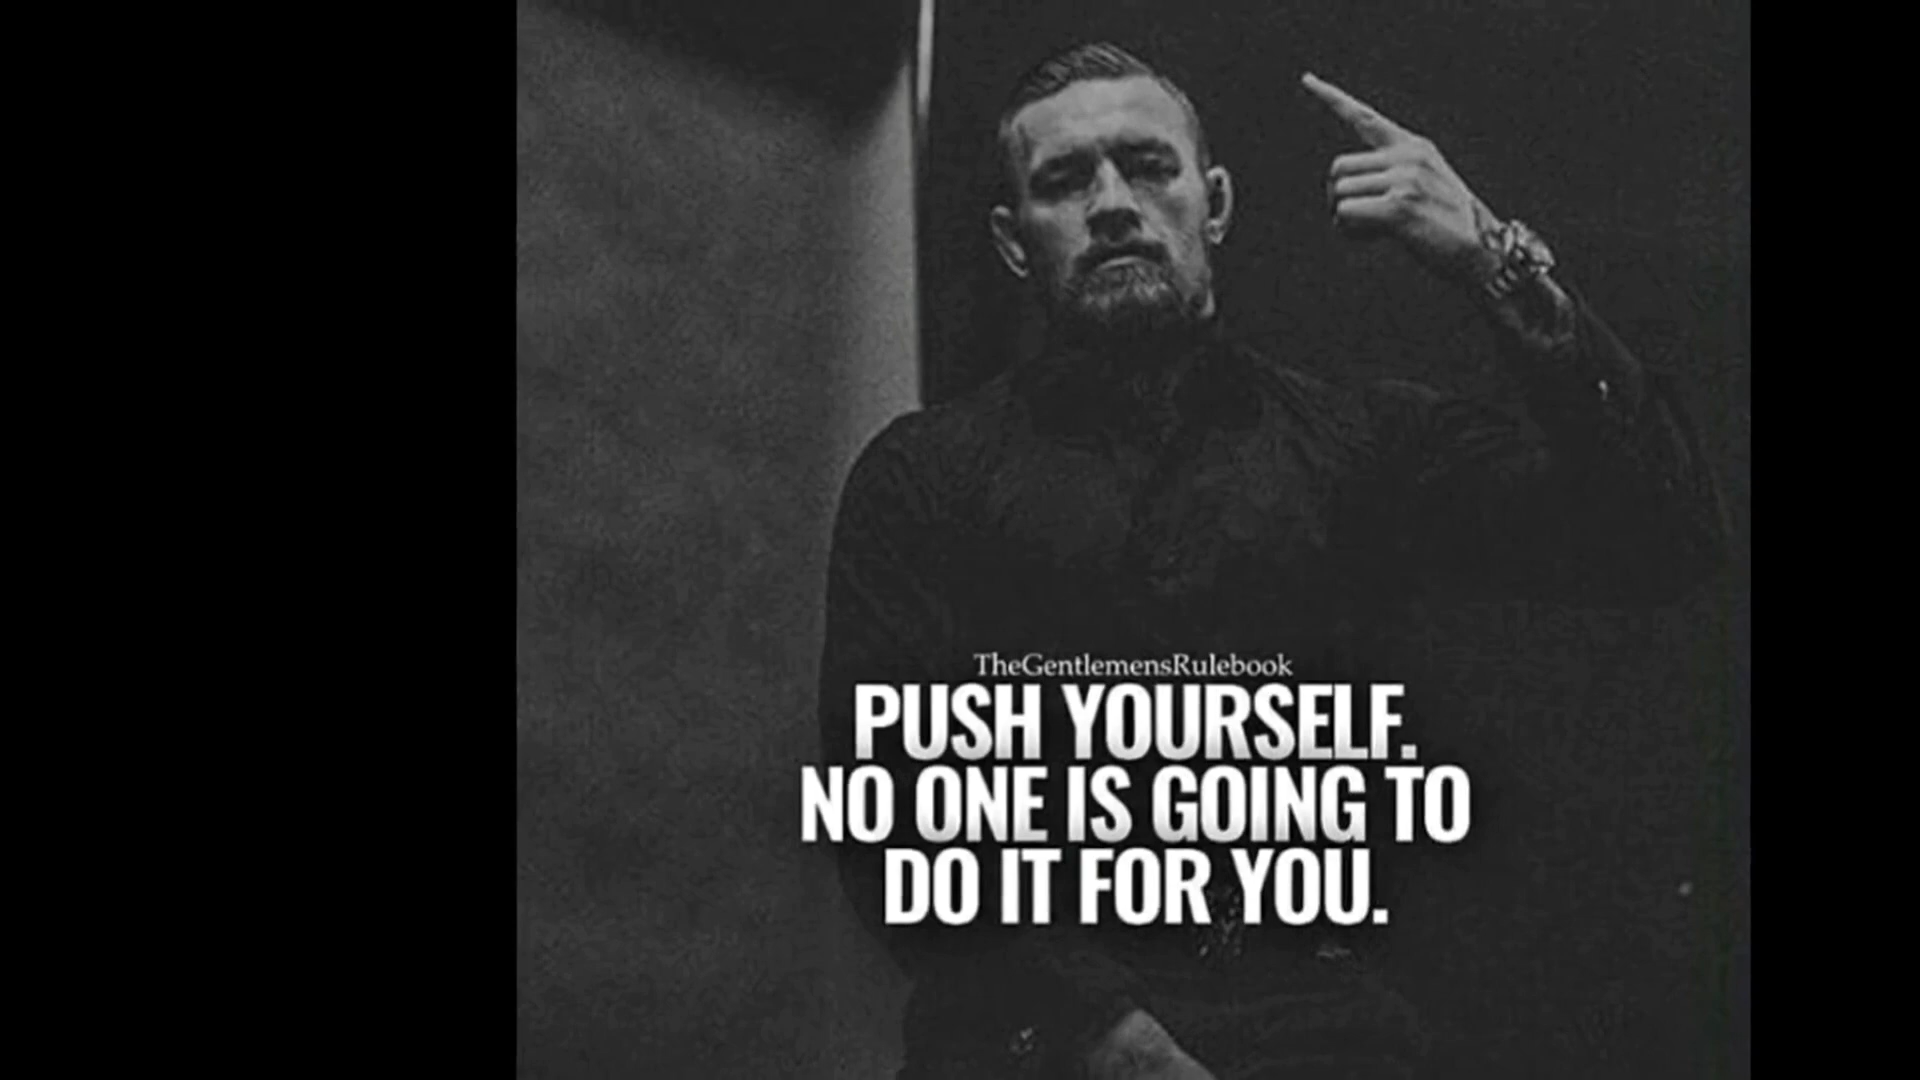 TheGentlemensRulebook
PUSH YOURSELF.
NO ONE IS GOING TO
DO IT FOR YOU.